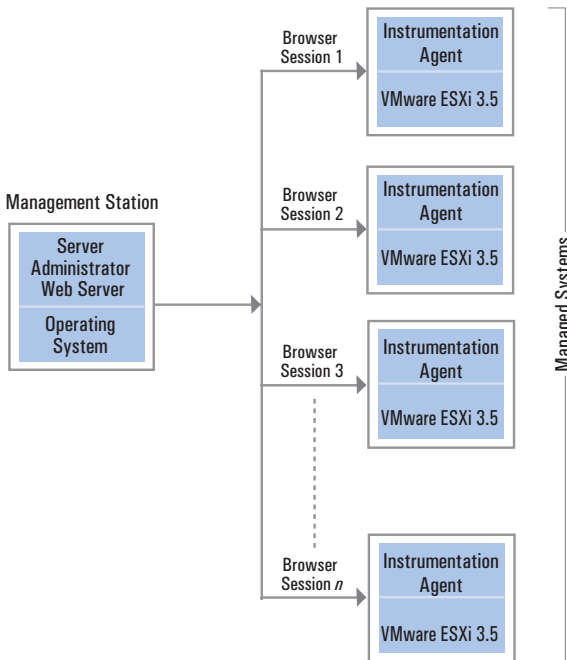 Browser
Session 1
Instrumentation
Agent
VMware ESXi 3.5
Browser
Session 2
Instrumentation
Agent
VMware ESXi 3.5
Management Station
Server
Administrator
Web Server
Operating
System
Browser
Session 3
Instrumentation
Agent
VMware ESXi 3.5
Browser
Session n
Instrumentation
Agent
VMware ESXi 3.5
Managed Systems